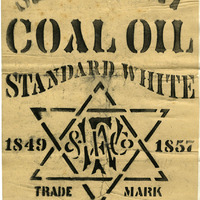 COAL OIL
STANDARD WHITE
1849 1857
TRADE MARK